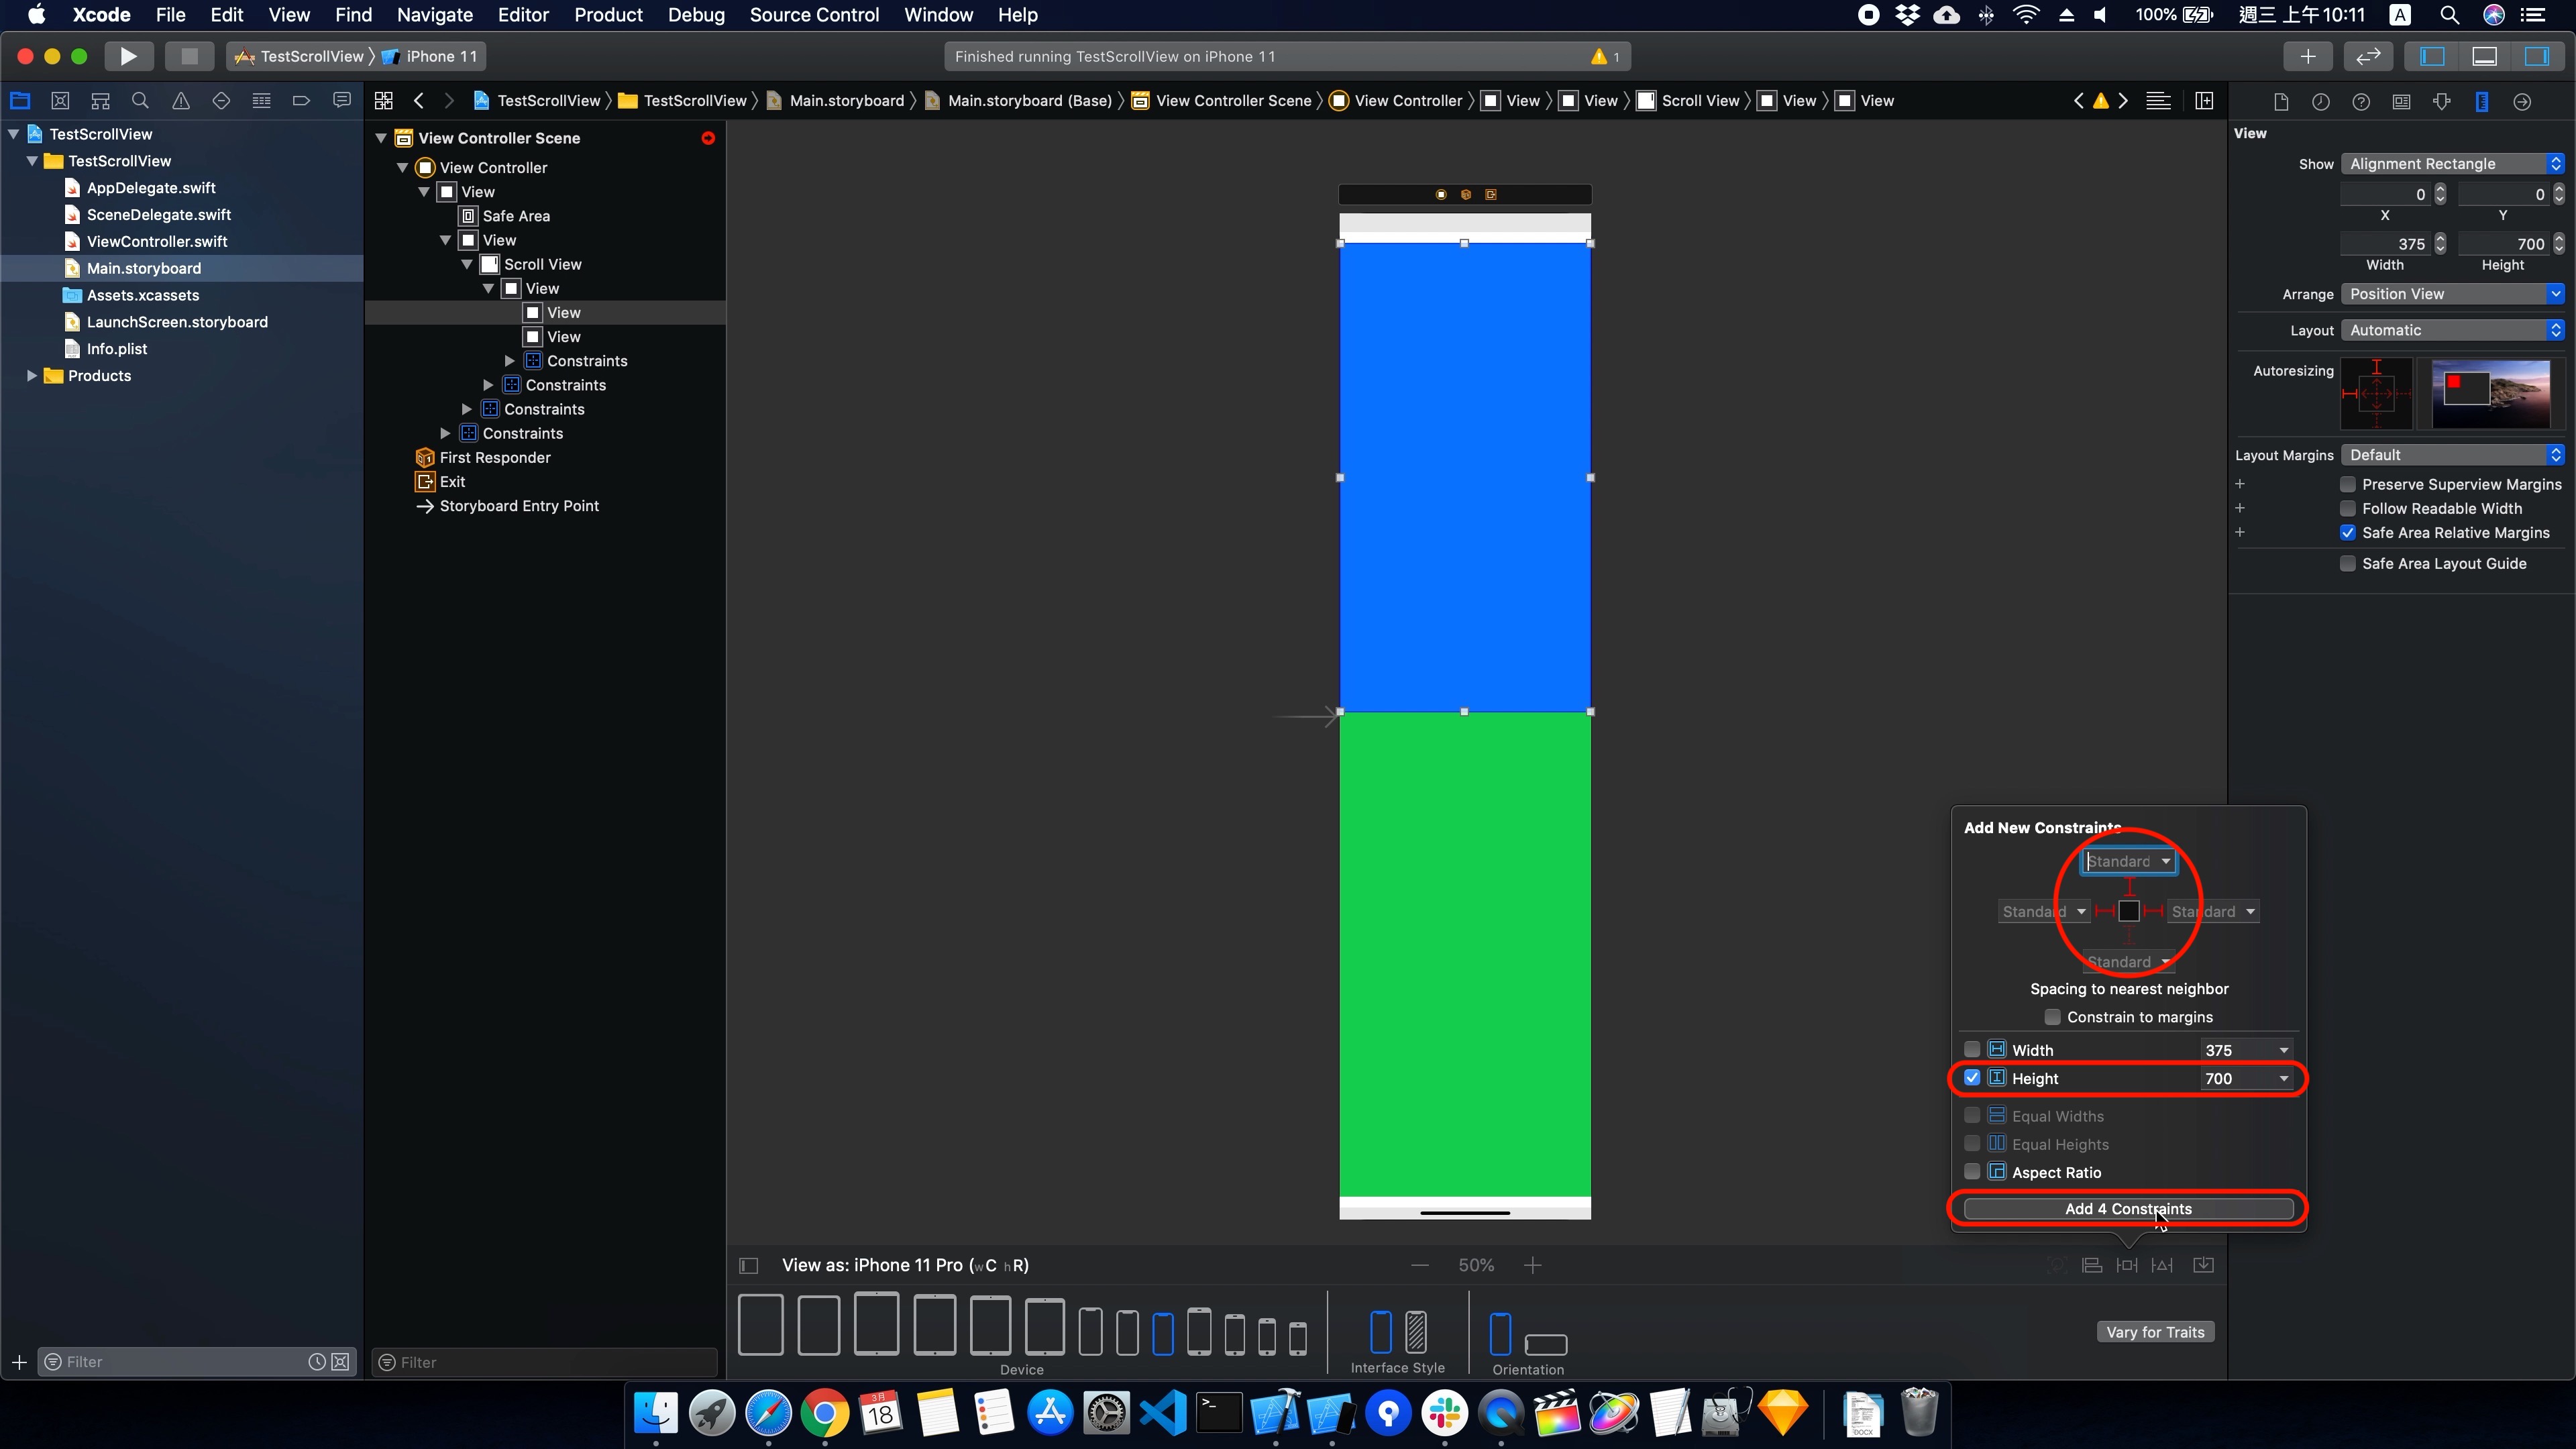 Xcode File Edit View Find Navigate Editor Product Debug Source Control Window Help 100% 週三 上午10:11 A
TestScrollView iPhone 11 Finished running TestScrollView on iPhone 11 1
TestScrollView TestScrollView Main.storyboard Main.storyboard (Base) View Controller Scene View Controller View View Scroll View View View
TestScrollView
TestScrollView
AppDelegate.swift
SceneDelegate.swift
ViewController.swift
Main.storyboard
Assets.xcassets
LaunchScreen.storyboard
Info.plist
Products
Filter
View Controller Scene
View Controller
View
Safe Area
View
Scroll View
View
View
View
Constraints
Constraints
Constraints
Constraints
First Responder
Exit
Storyboard Entry Point
Filter
View
Show Alignment Rectangle
0 0
X Y
375 700
Width Height
Arrange Position View
Layout Automatic
Autoresizing
Layout Margins Default
Preserve Superview Margins
Follow Readable Width
Safe Area Relative Margins
Safe Area Layout Guide
Add New Constraints
Standard
Standard Standard
Standard
Spacing to nearest neighbor
Constrain to margins
Width 375
Height 700
Equal Widths
Equal Heights
Aspect Ratio
Add 4 Constraints
View as: iPhone 11 Pro (wC hR) 50%
Vary for Traits
Device Interface Style Orientation
3月
18
DOCX